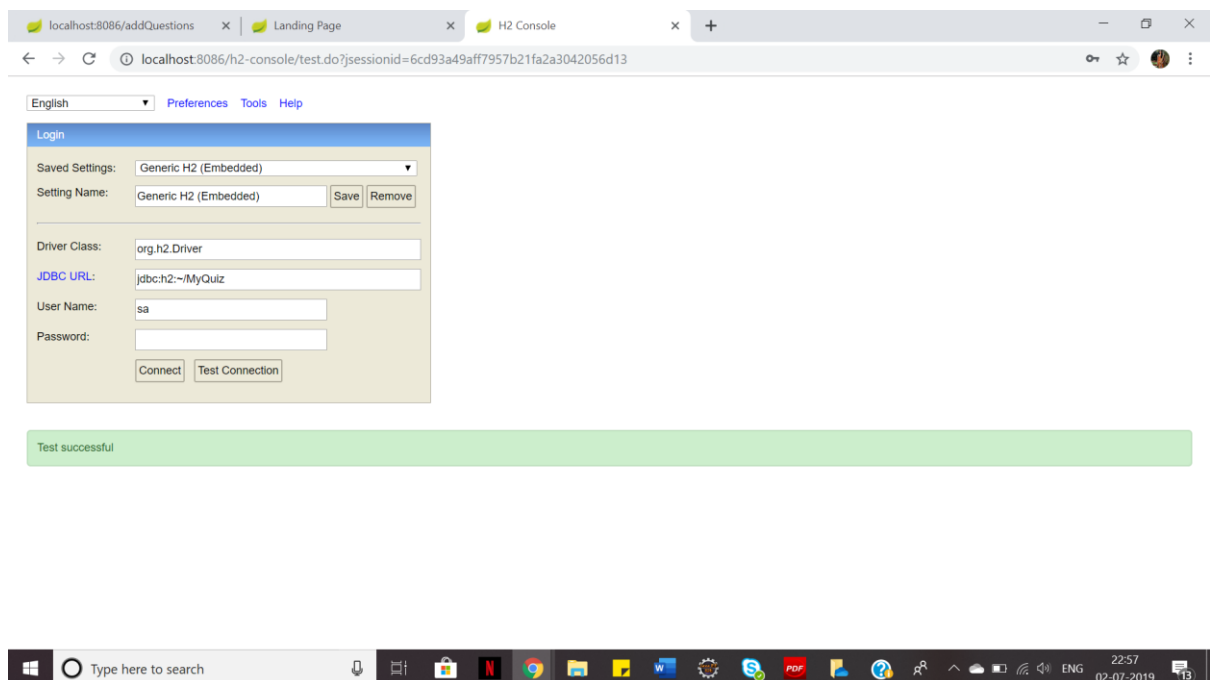 localhost:8086/addQuestions
Landing Page
H2 Console
localhost:8086/h2-console/test.do?jsessionid=6cd93a49aff7957b21fa2a3042056d13
English Preferences Tools Help
Login
Saved Settings: Generic H2 (Embedded)
Setting Name: Generic H2 (Embedded) Save Remove
Driver Class: org.h2.Driver
JDBC URL: jdbc:h2:~/MyQuiz
User Name: sa
Password:
Connect Test Connection
Test successful
Type here to search
N
W
S
PDF
ENG
22:57
02-07-2019
13